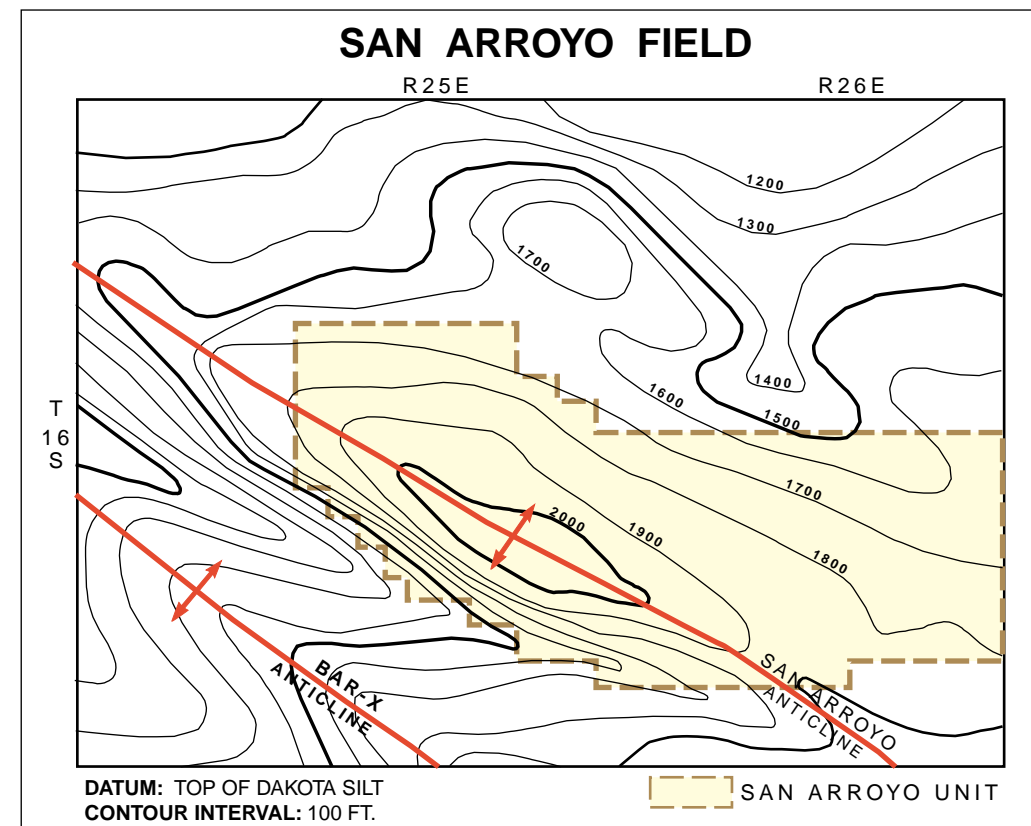 SAN ARROYO FIELD
R25E
R26E
1200
1300
1700
1400
1600
1500
T
16
S
1700
2000
1900
1800
BAR-X
ANTICLINE
SAN ARROYO
ANTICLINE
DATUM: TOP OF DAKOTA SILT
CONTOUR INTERVAL: 100 FT.
SAN ARROYO UNIT